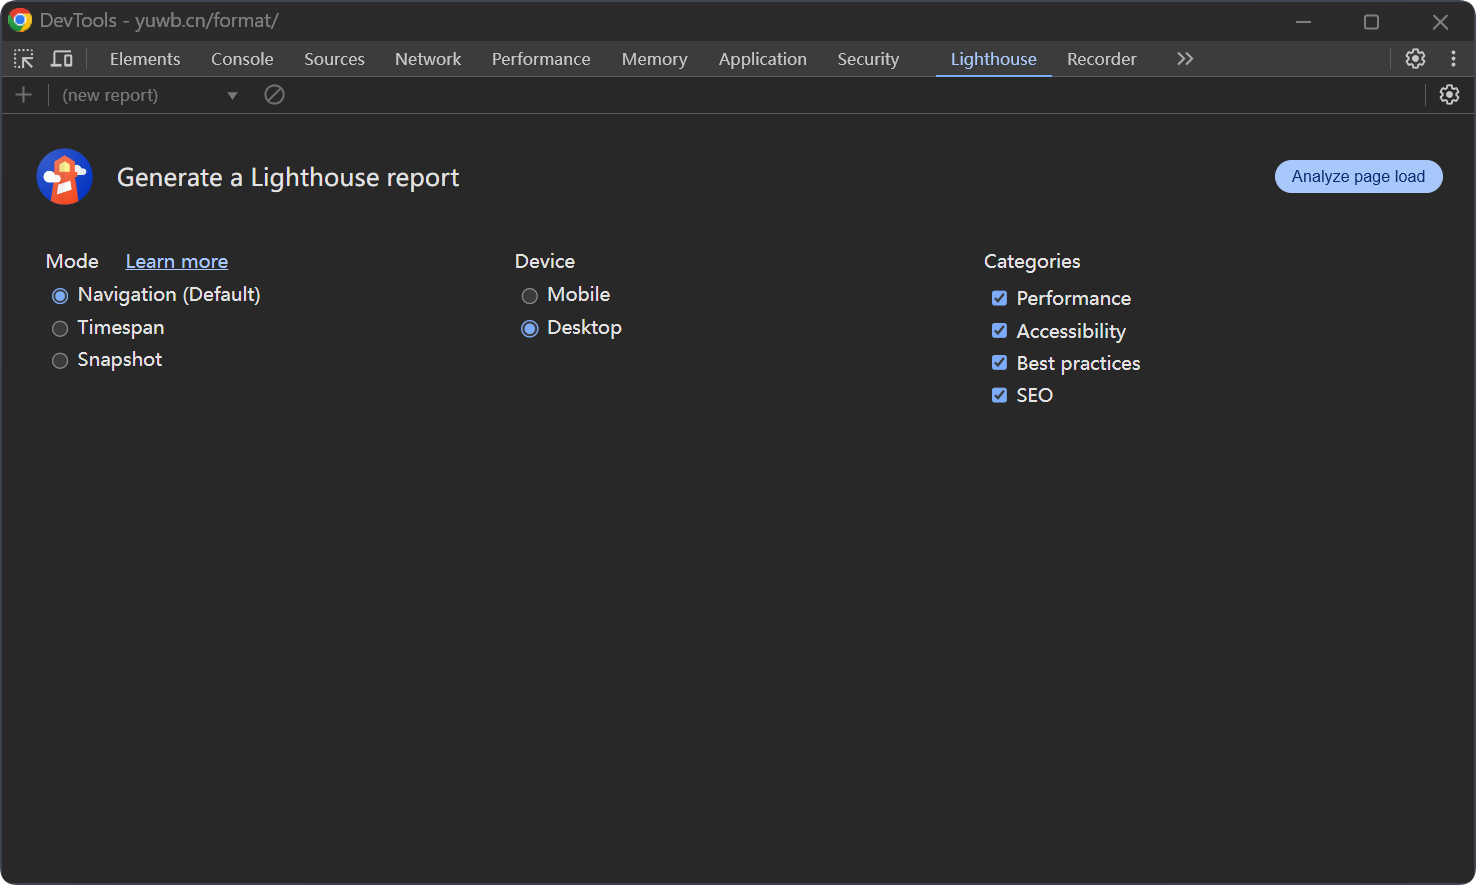 DevTools - yuwb.cn/format/
Elements Console Sources Network Performance Memory Application Security Lighthouse Recorder
(new report)
Generate a Lighthouse report
Analyze page load
Mode Learn more
Navigation (Default)
Timespan
Snapshot
Device
Mobile
Desktop
Categories
Performance
Accessibility
Best practices
SEO